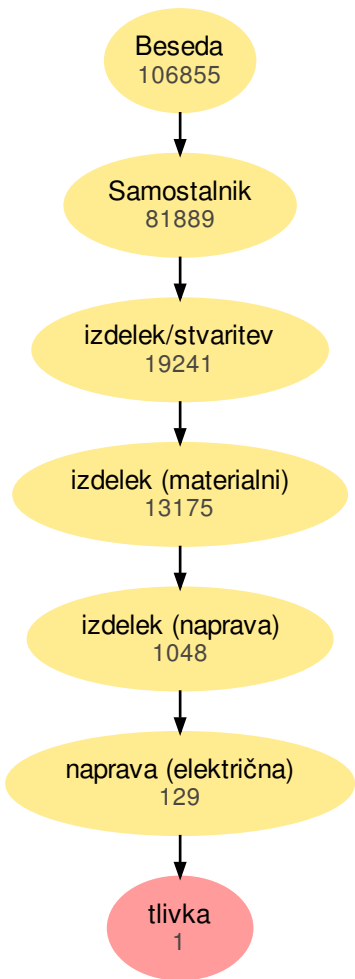 Beseda
106855
Samostalnik
81889
izdelek/stvaritev
19241
izdelek (materialni)
13175
izdelek (naprava)
1048
naprava (električna)
129
tlivka
1